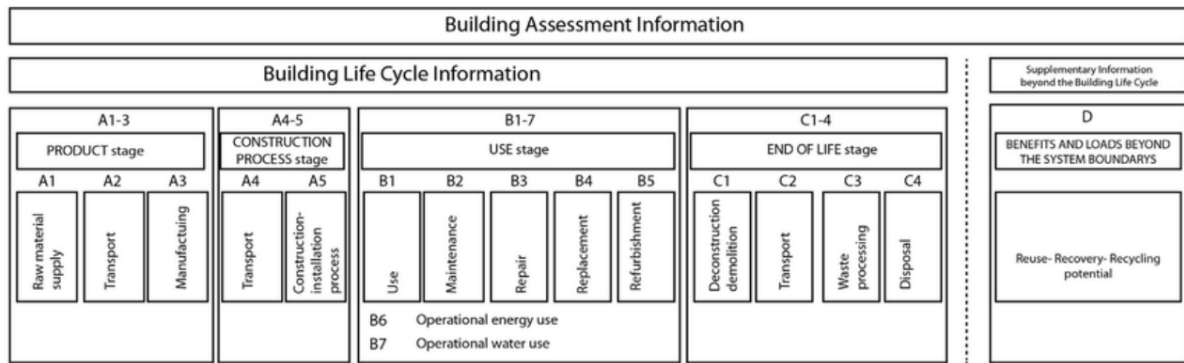 Building Assessment Information
Building Life Cycle Information
Supplementary Information
beyond the Building Life Cycle
A1-3
PRODUCT stage
A1
A2
A3
Raw material
supply
Transport
Manufactuing
A4-5
CONSTRUCTION
PROCESS stage
A4
A5
Transport
Construction-
installation
process
B1-7
USE stage
B1
B2
B3
B4
B5
Use
Maintenance
Repair
Replacement
Refurbishment
B6 Operational energy use
B7 Operational water use
C1-4
END OF LIFE stage
C1
C2
C3
C4
Deconstruction
demolition
Transport
Waste
processing
Disposal
D
BENEFITS AND LOADS BEYOND
THE SYSTEM BOUNDARYS
Reuse- Recovery- Recycling
potential